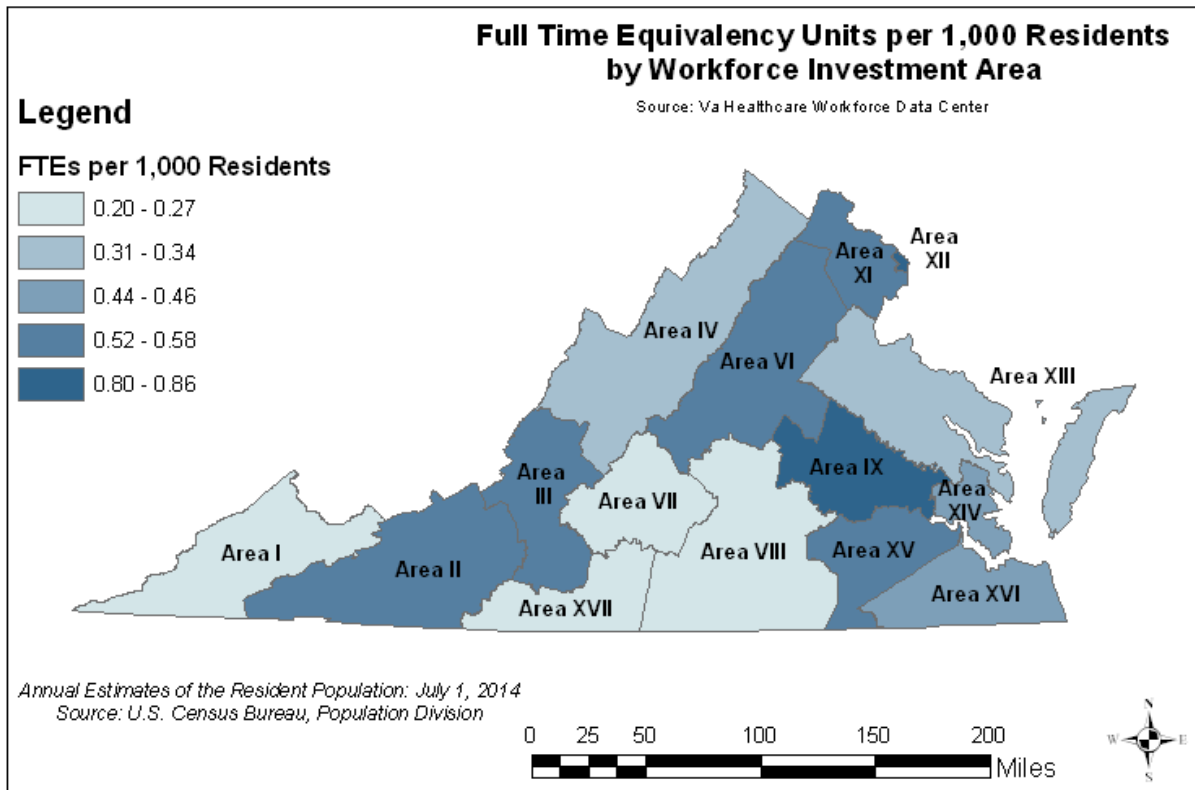 Full Time Equivalency Units per 1,000 Residents
by Workforce Investment Area
Source: Va Healthcare Workforce Data Center
Legend
FTEs per 1,000 Residents
0.20 - 0.27
0.31 - 0.34
0.44 - 0.46
0.52 - 0.58
0.80 - 0.86
Area
XII
Area
XI
Area IV
Area VI
Area XIII
Area
III
Area IX
Area VII
Area
XIV
Area I
Area II
Area VIII
Area XV
Area XVII
Area XVI
Annual Estimates of the Resident Population: July 1, 2014
Source: U.S. Census Bureau, Population Division
0 25 50 100 150 200
Miles
N
W E
S